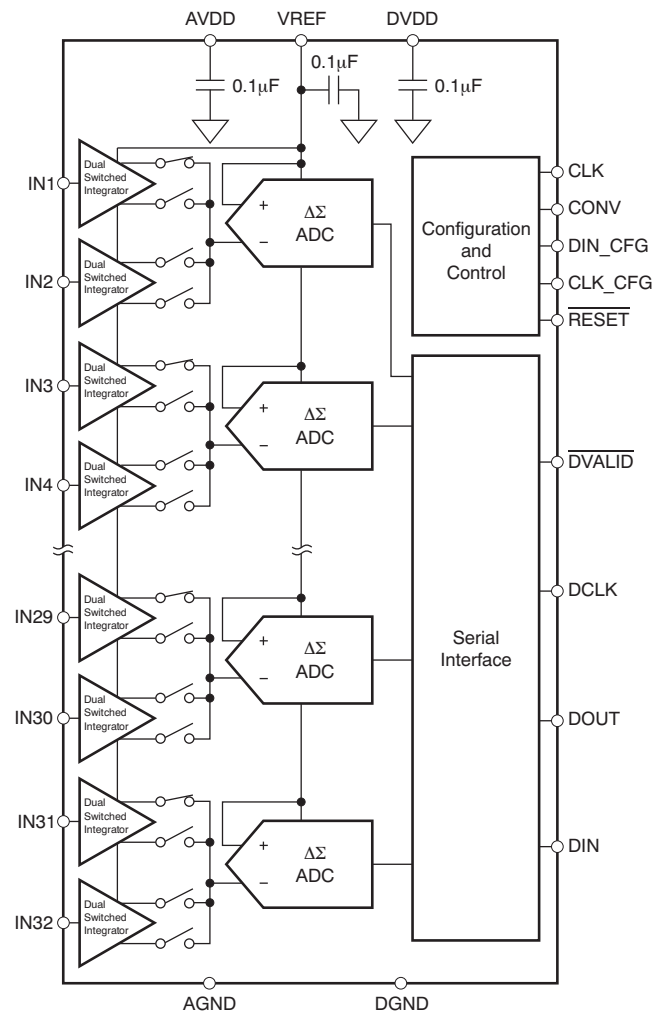 AVDD VREF DVDD
0.1μF
0.1μF
0.1μF
Dual
Switched
Integrator
IN1
ΔΣ
ADC
+
−
Configuration
and
Control
CLK
CONV
DIN_CFG
CLK_CFG
RESET
Dual
Switched
Integrator
IN2
Dual
Switched
Integrator
IN3
ΔΣ
ADC
+
−
Dual
Switched
Integrator
IN4
DVALID
Dual
Switched
Integrator
IN29
ΔΣ
ADC
+
−
Serial
Interface
DCLK
Dual
Switched
Integrator
IN30
DOUT
Dual
Switched
Integrator
IN31
ΔΣ
ADC
+
−
DIN
Dual
Switched
Integrator
IN32
AGND DGND